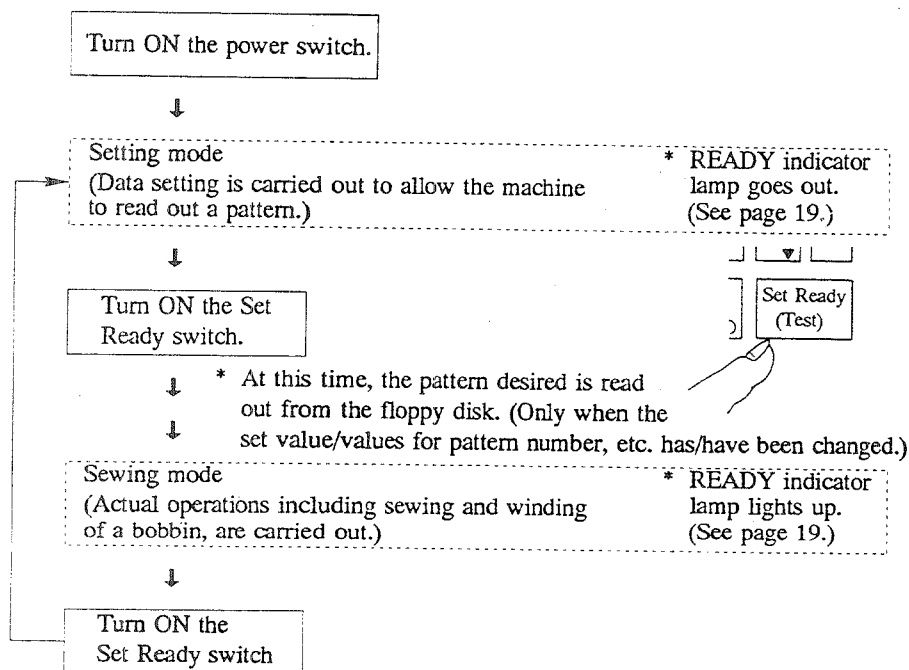 Turn ON the power switch.
Setting mode
(Data setting is carried out to allow the machine
to read out a pattern.)
* READY indicator
lamp goes out.
(See page 19.)
Turn ON the Set
Ready switch.
Set Ready
(Test)
* At this time, the pattern desired is read
out from the floppy disk. (Only when the
set value/values for pattern number, etc. has/have been changed.)
Sewing mode
(Actual operations including sewing and winding
of a bobbin, are carried out.)
* READY indicator
lamp lights up.
(See page 19.)
Turn ON the
Set Ready switch